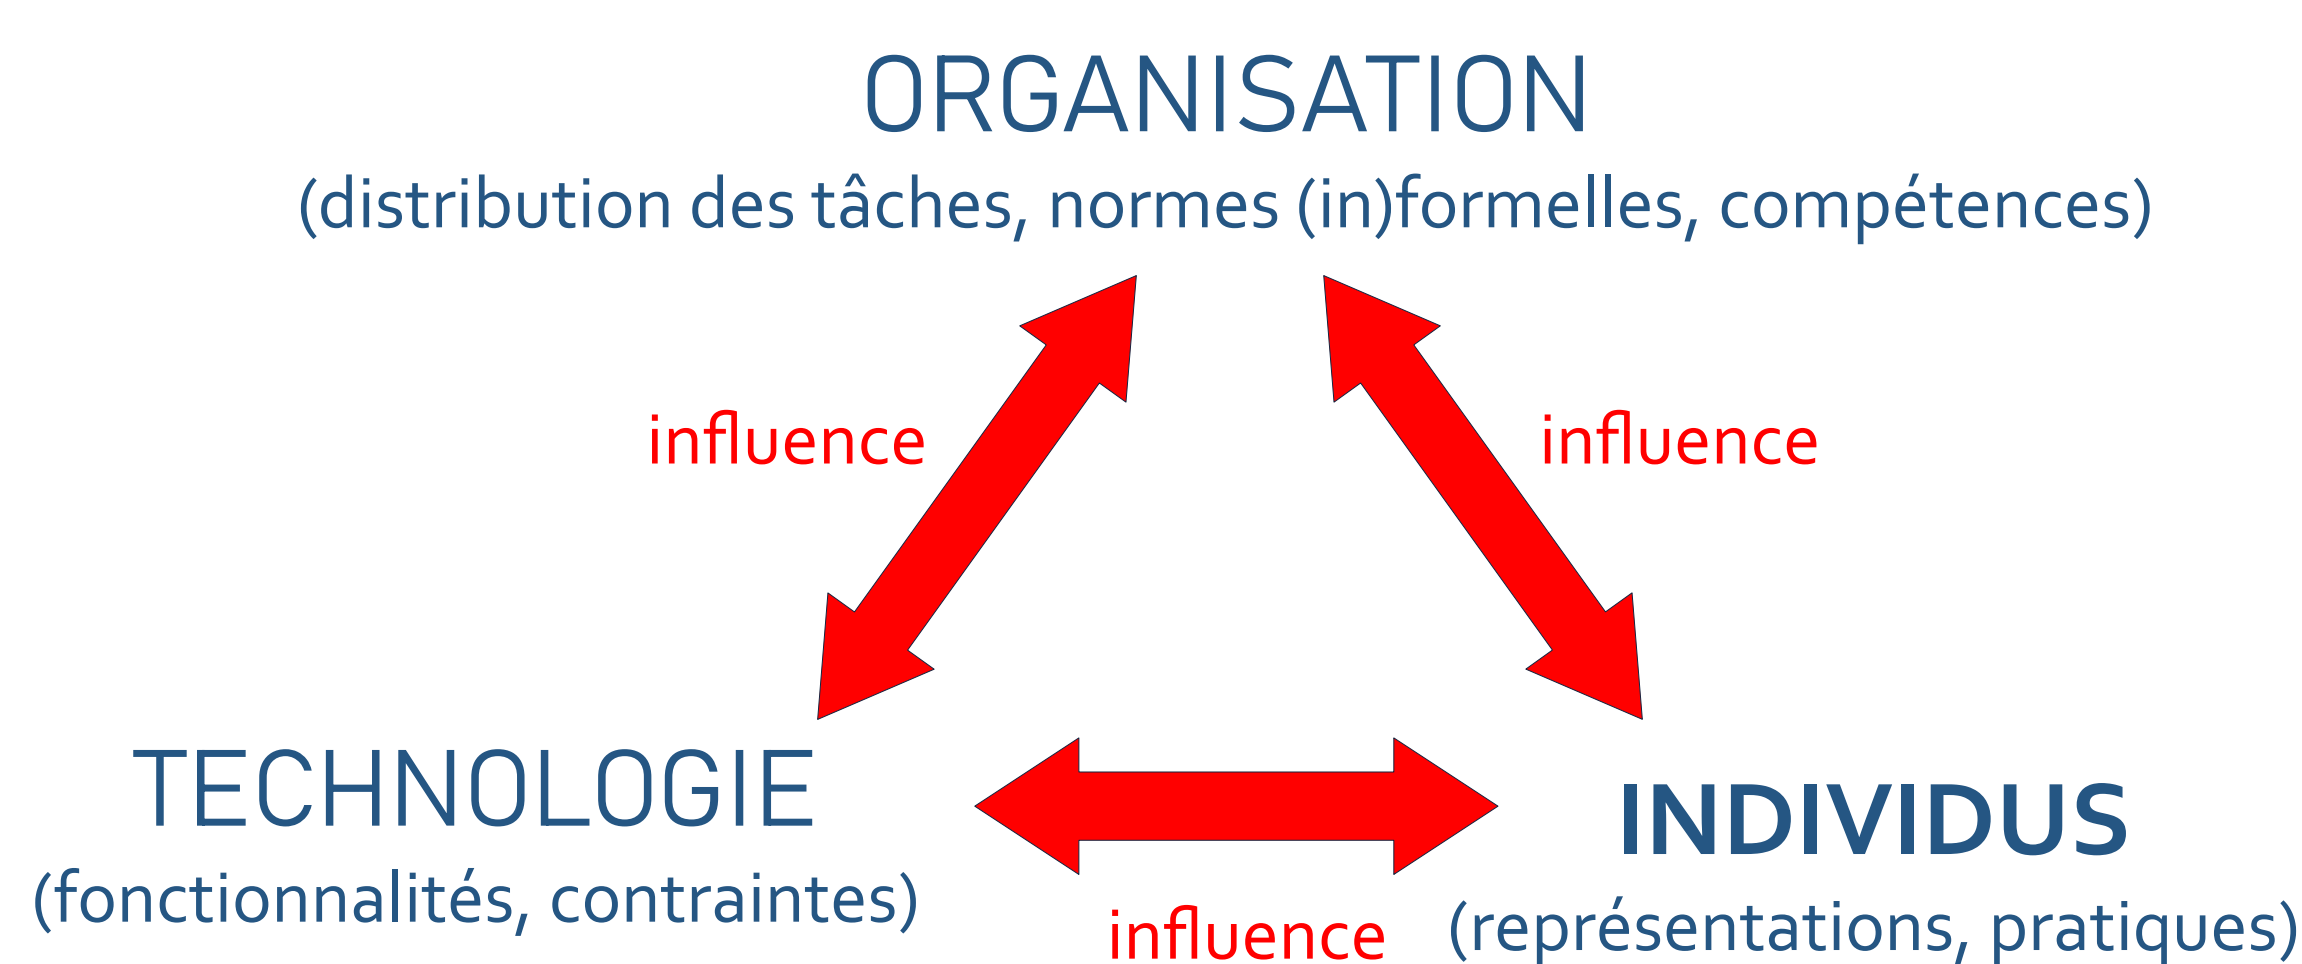 ORGANISATION
(distribution des tâches, normes (in)formelles, compétences)
influence
influence
TECHNOLOGIE
(fonctionnalités, contraintes)
INDIVIDUS
(représentations, pratiques)
influence